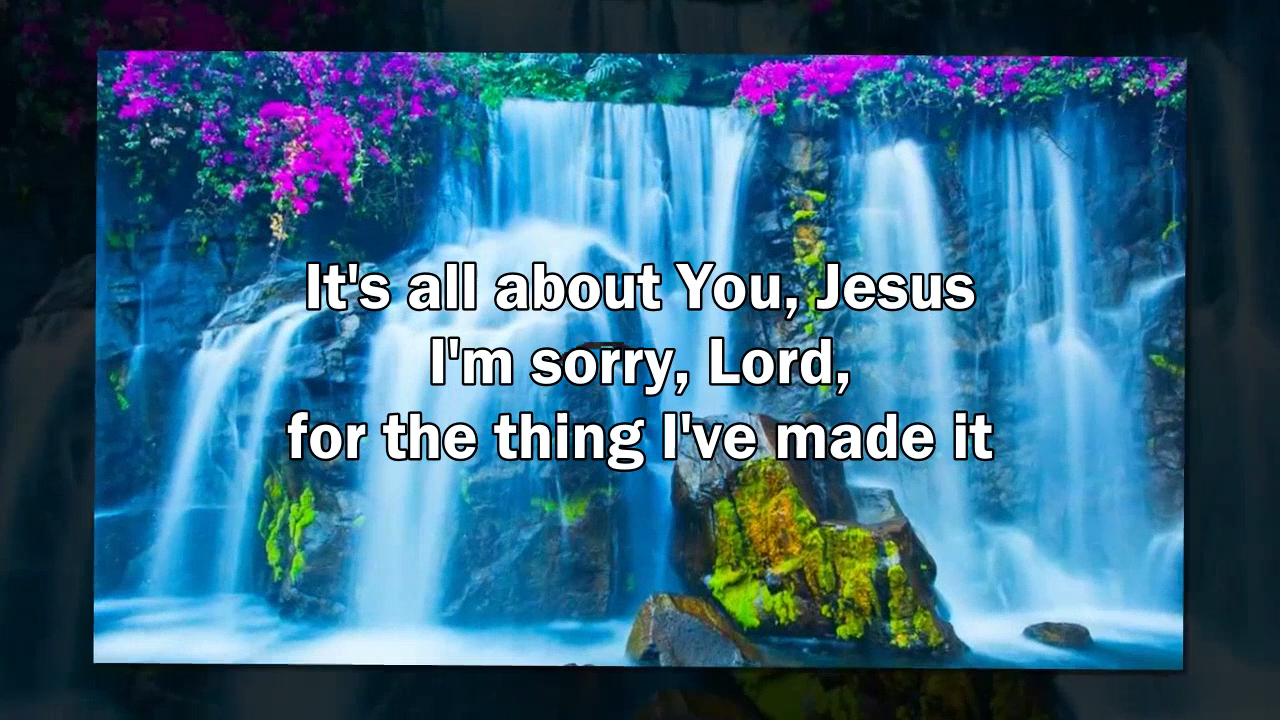 It's all about You, Jesus
I'm sorry, Lord,
for the thing I've made it